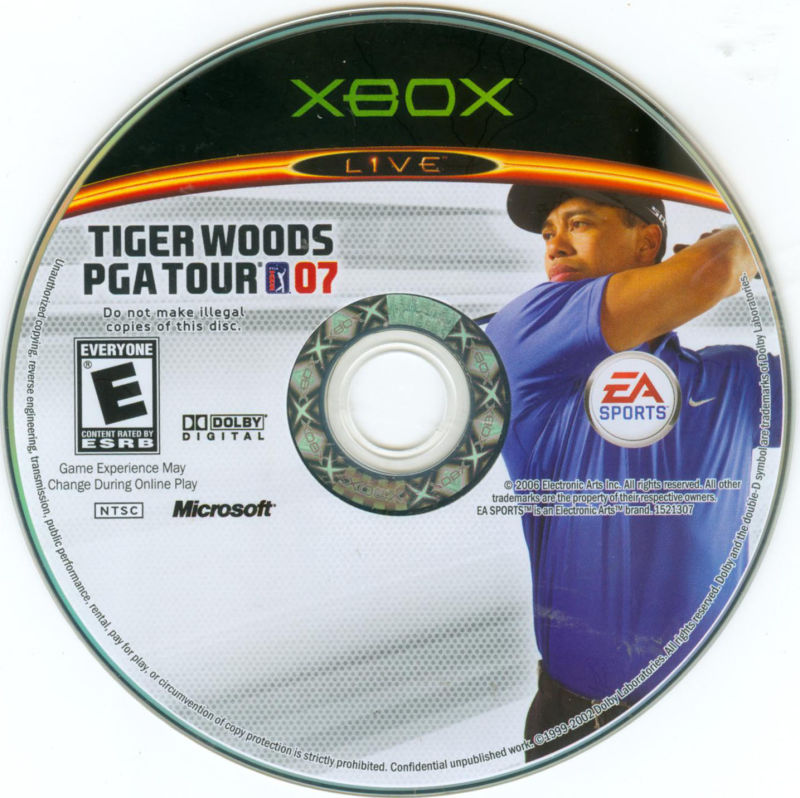 XBOX
LIVE™
TIGER WOODS
PGA TOUR® 07
Do not make illegal
copies of this disc.
EVERYONE
E®
CONTENT RATED BY
ESRB
DOLBY
DIGITAL
Game Experience May
Change During Online Play
NTSC
Microsoft®
EA
SPORTS™
© 2006 Electronic Arts Inc. All rights reserved. All other
trademarks are the property of their respective owners.
EA SPORTS™ is an Electronic Arts™ brand. 1521307
Unauthorized copying, reverse engineering, transmission, public performance, rental, pay for play, or circumvention of copy protection is strictly prohibited. Confidential unpublished work. ©1999-2002 Dolby Laboratories. All rights reserved. Dolby and the double-D symbol are trademarks of Dolby Laboratories.